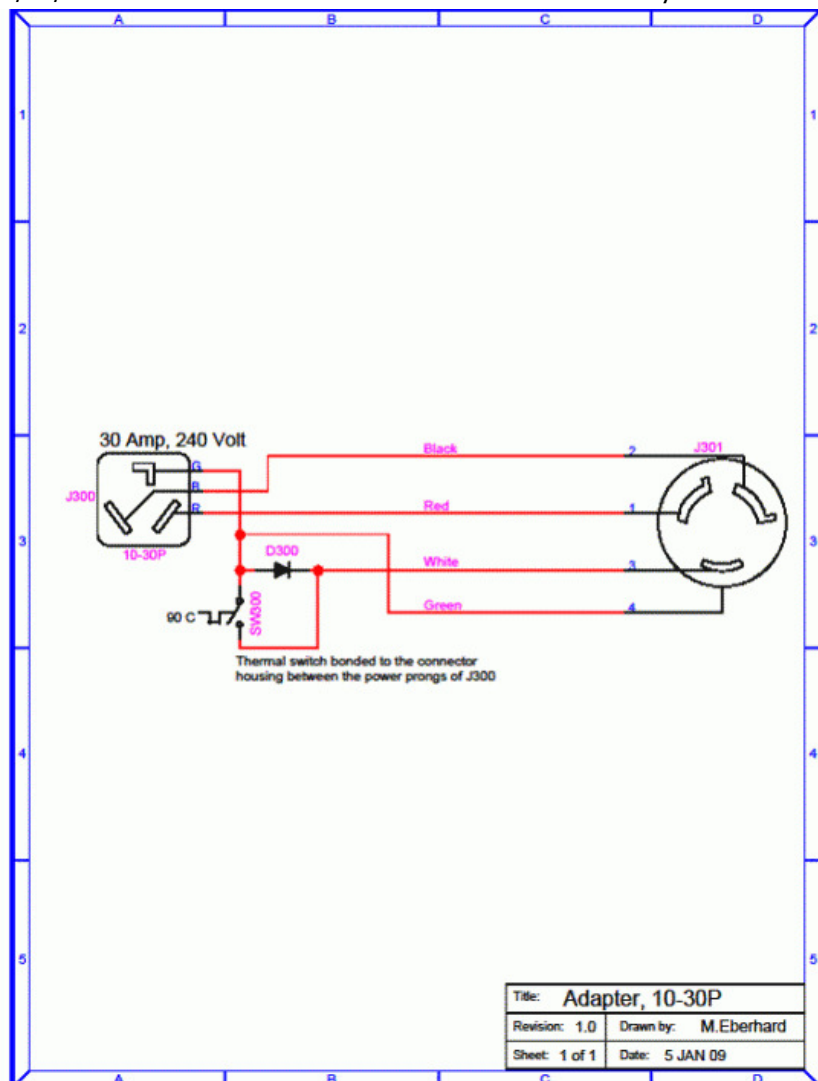 A B C D
1 1
2 2
30 Amp, 240 Volt
Black 2 J301
G
B
J300
R Red 1
10-30P
3 D300 White 3 3
90 C SW300 Green 4
Thermal switch bonded to the connector
housing between the power prongs of J300
4 4
5 5
Title: Adapter, 10-30P
Revision: 1.0 Drawn by: M.Eberhard
Sheet: 1 of 1 Date: 5 JAN 09
A B C D